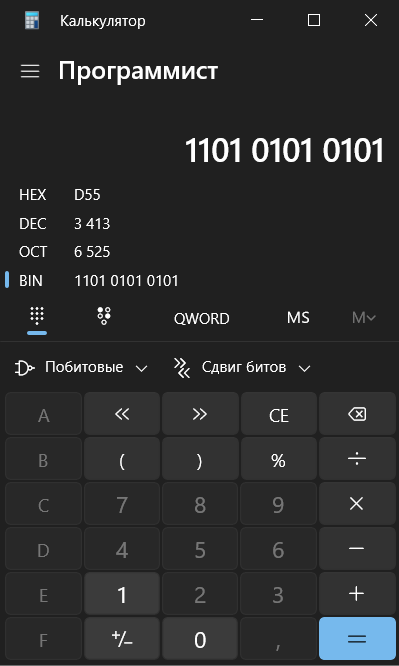 Калькулятор
Программист
1101 0101 0101
HEX D55
DEC 3 413
OCT 6 525
BIN 1101 0101 0101
QWORD MS M
Побитовые Сдвиг битов
A << >> CE
B ( ) % ÷
C 7 8 9 ×
D 4 5 6 −
E 1 2 3 +
F +/− 0 , =